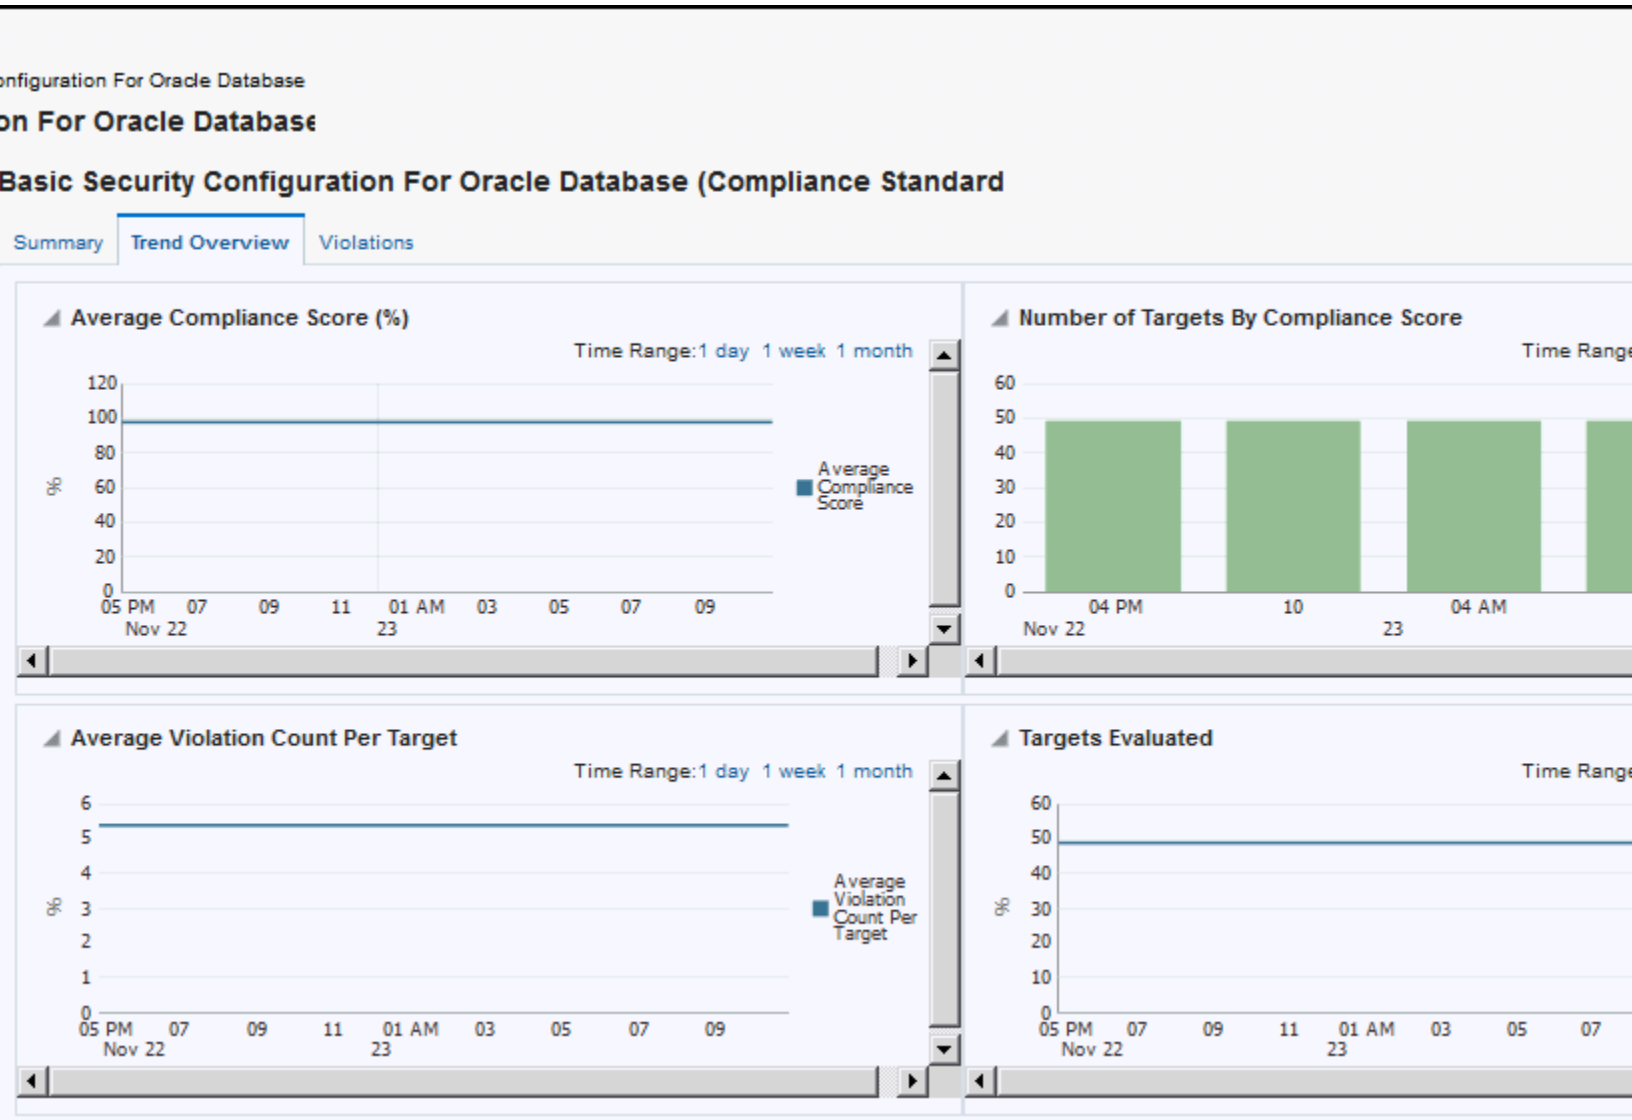 onfiguration For Oracle Database
on For Oracle Database
Basic Security Configuration For Oracle Database (Compliance Standard
Summary Trend Overview Violations
Average Compliance Score (%)
Time Range:1 day 1 week 1 month
120
100
80
60
40
20
0
%
05 PM 07 09 11 01 AM 03 05 07 09
Nov 22 23
Average
Compliance
Score
Number of Targets By Compliance Score
Time Range
60
50
40
30
20
10
0
04 PM 10 04 AM
Nov 22 23
Average Violation Count Per Target
Time Range:1 day 1 week 1 month
6
5
4
3
2
1
0
%
05 PM 07 09 11 01 AM 03 05 07 09
Nov 22 23
Average
Violation
Count Per
Target
Targets Evaluated
Time Range
60
50
40
30
20
10
0
%
05 PM 07 09 11 01 AM 03 05 07
Nov 22 23